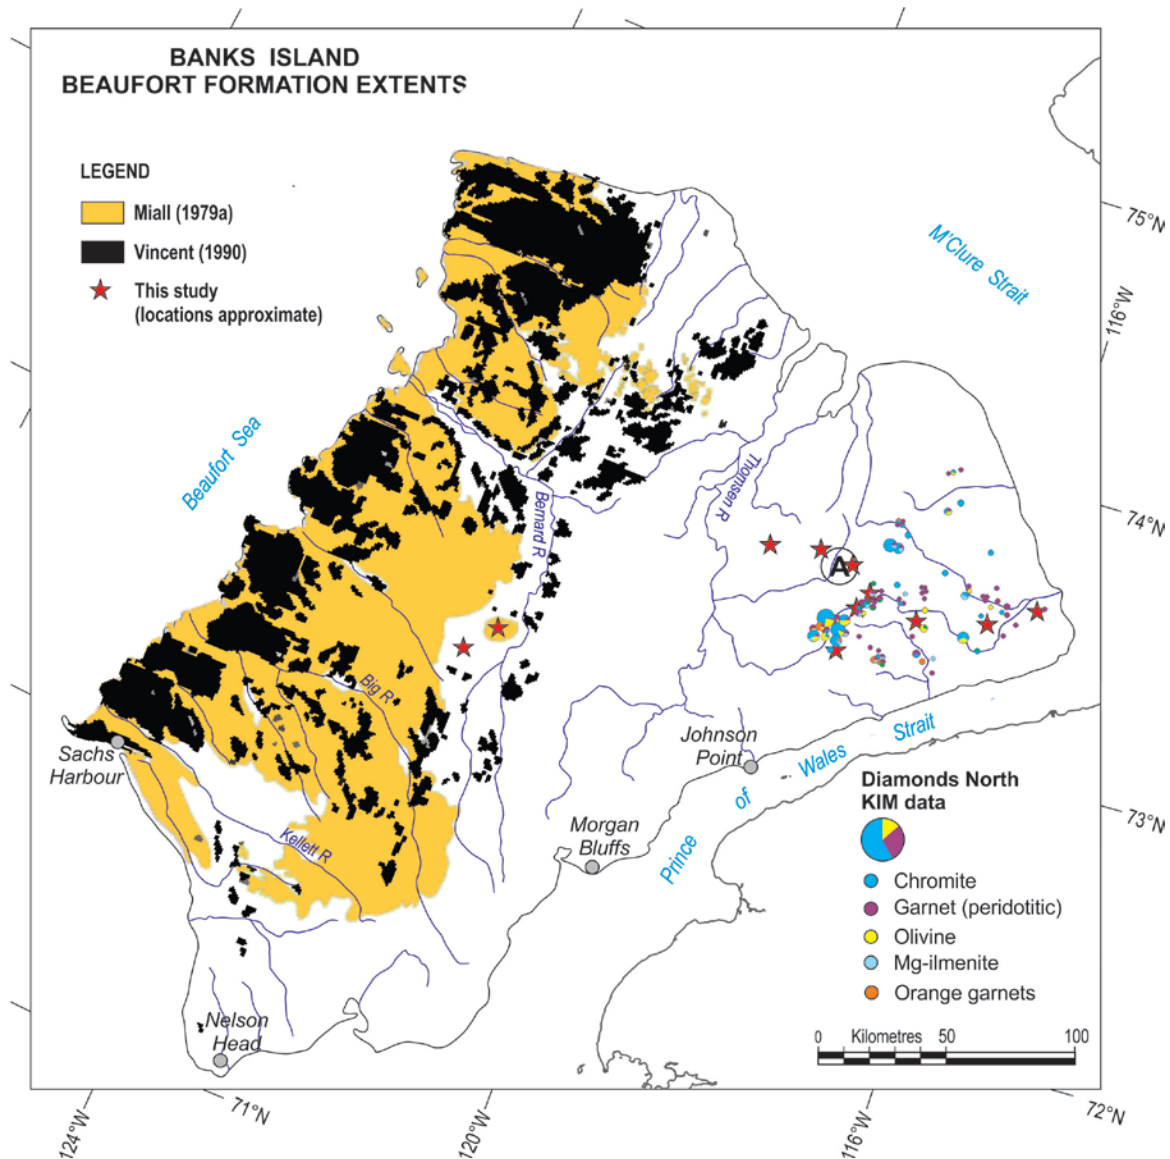 BANKS ISLAND
BEAUFORT FORMATION EXTENTS
LEGEND
Miall (1979a)
Vincent (1990)
This study
(locations approximate)
75°N
M'Clure Strait
116°W
Beaufort Sea
Thomsen R
Bernard R
74°N
A
Big R
Sachs
Harbour
Johnson
Point
Prince of Wales Strait
Morgan
Bluffs
Kellett R
73°N
Diamonds North
KIM data
Chromite
Garnet (peridotitic)
Olivine
Mg-ilmenite
Orange garnets
Nelson
Head
0 Kilometres 50 100
124°W
71°N
120°W
116°W
72°N